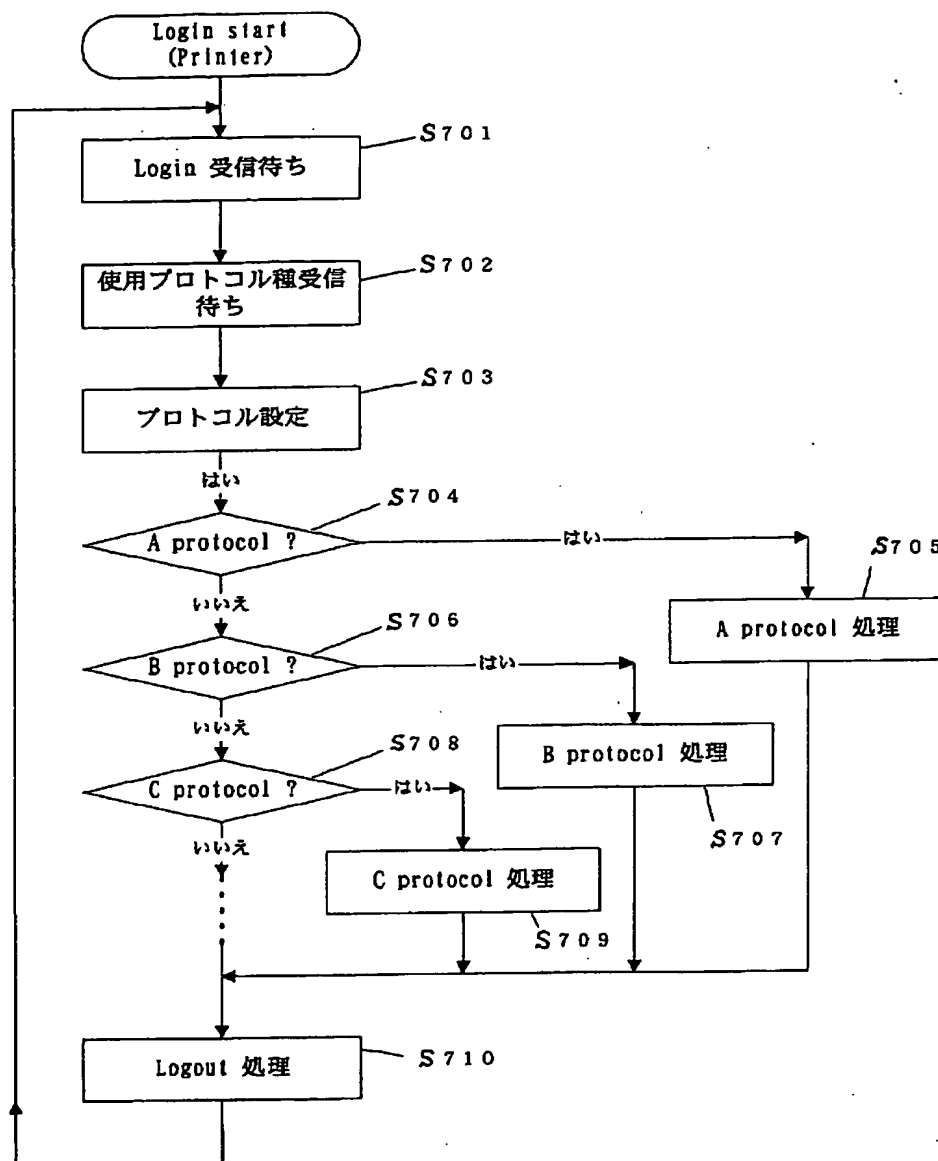 Login start
(Printer)
S701
Login 受信待ち
S702
使用プロトコル種受信
待ち
S703
プロトコル設定
はい
S704
A protocol ?
はい
S705
A protocol 処理
いいえ
S706
B protocol ?
はい
B protocol 処理
S707
いいえ
S708
C protocol ?
はい
C protocol 処理
S709
いいえ
Logout 処理
S710